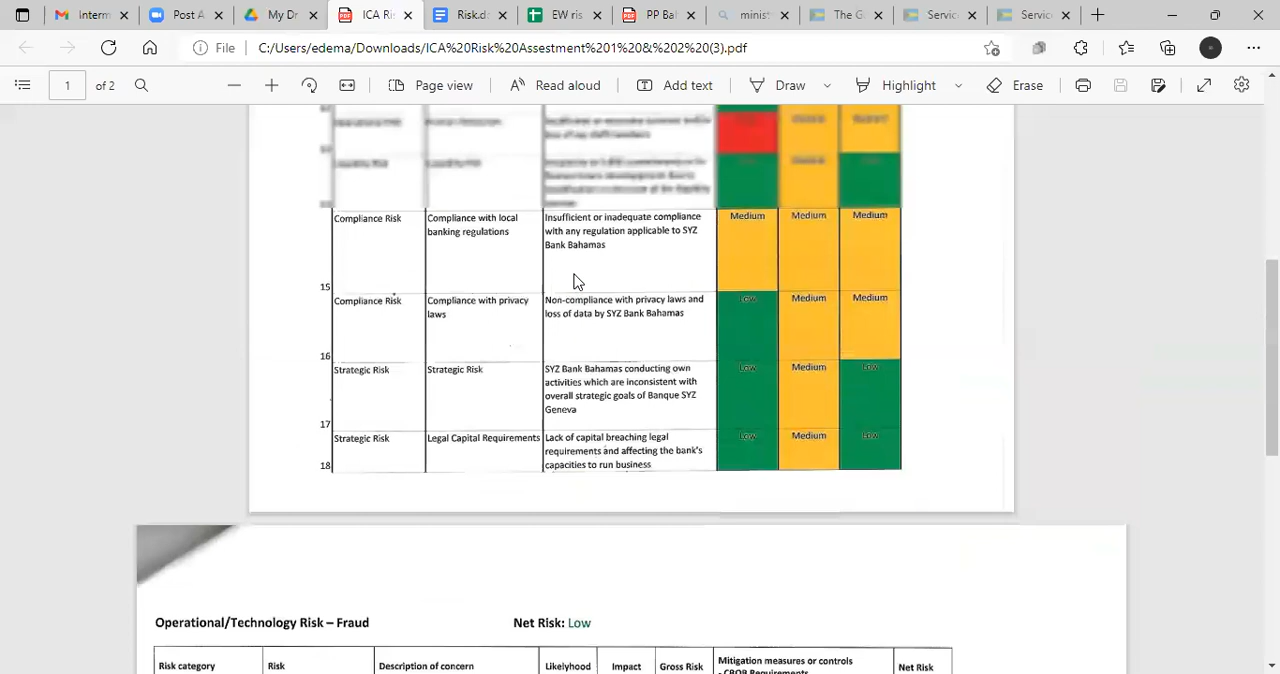 Interm
Post A
My Dr
ICA Ris
Risk.do
EW ris
PP Bah
minist
The G
Servic
Servic
File
C:/Users/edema/Downloads/ICA%20Risk%20Assestment%201%20&%202%20(3).pdf
1 of 2
Page view
Read aloud
Add text
Draw
Highlight
Erase
Compliance Risk
Compliance with local
banking regulations
Insufficient or inadequate compliance
with any regulation applicable to SYZ
Bank Bahamas
Medium
Medium
Medium
15
Compliance Risk
Compliance with privacy
laws
Non-compliance with privacy laws and
loss of data by SYZ Bank Bahamas
Low
Medium
Medium
16
Strategic Risk
Strategic Risk
SYZ Bank Bahamas conducting own
activities which are inconsistent with
overall strategic goals of Banque SYZ
Geneva
Low
Medium
Low
17
Strategic Risk
Legal Capital Requirements
Lack of capital breaching legal
requirements and affecting the bank's
capacities to run business
Low
Medium
Low
18
Operational/Technology Risk – Fraud
Net Risk: Low
Risk category
Risk
Description of concern
Likelyhood
Impact
Gross Risk
Mitigation measures or controls
- CBOB Requirements
Net Risk